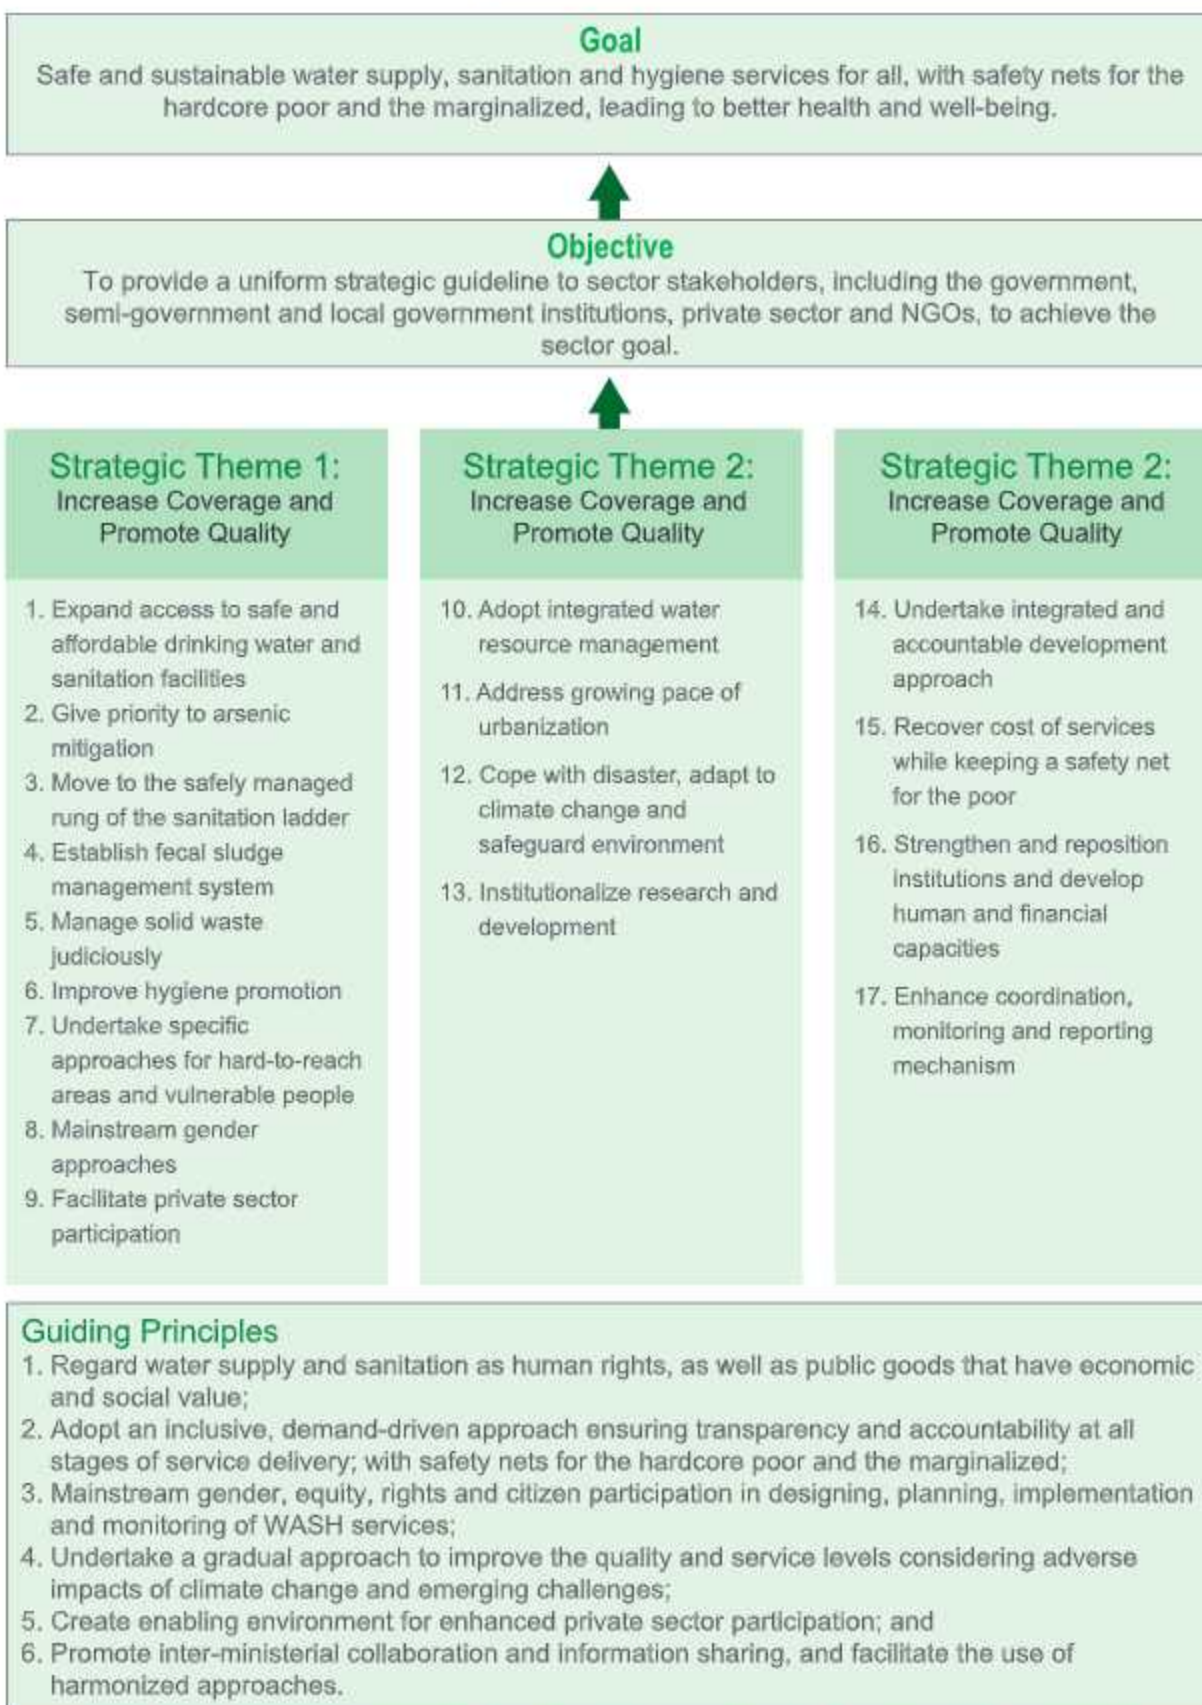 Goal
Safe and sustainable water supply, sanitation and hygiene services for all, with safety nets for the
hardcore poor and the marginalized, leading to better health and well-being.
Objective
To provide a uniform strategic guideline to sector stakeholders, including the government,
semi-government and local government institutions, private sector and NGOs, to achieve the
sector goal.
Strategic Theme 1:
Increase Coverage and
Promote Quality
1. Expand access to safe and
affordable drinking water and
sanitation facilities
2. Give priority to arsenic
mitigation
3. Move to the safely managed
rung of the sanitation ladder
4. Establish fecal sludge
management system
5. Manage solid waste
judiciously
6. Improve hygiene promotion
7. Undertake specific
approaches for hard-to-reach
areas and vulnerable people
8. Mainstream gender
approaches
9. Facilitate private sector
participation
Strategic Theme 2:
Increase Coverage and
Promote Quality
10. Adopt integrated water
resource management
11. Address growing pace of
urbanization
12. Cope with disaster, adapt to
climate change and
safeguard environment
13. Institutionalize research and
development
Strategic Theme 2:
Increase Coverage and
Promote Quality
14. Undertake integrated and
accountable development
approach
15. Recover cost of services
while keeping a safety net
for the poor
16. Strengthen and reposition
institutions and develop
human and financial
capacities
17. Enhance coordination,
monitoring and reporting
mechanism
Guiding Principles
1. Regard water supply and sanitation as human rights, as well as public goods that have economic
and social value;
2. Adopt an inclusive, demand-driven approach ensuring transparency and accountability at all
stages of service delivery; with safety nets for the hardcore poor and the marginalized;
3. Mainstream gender, equity, rights and citizen participation in designing, planning, implementation
and monitoring of WASH services;
4. Undertake a gradual approach to improve the quality and service levels considering adverse
impacts of climate change and emerging challenges;
5. Create enabling environment for enhanced private sector participation; and
6. Promote inter-ministerial collaboration and information sharing, and facilitate the use of
harmonized approaches.